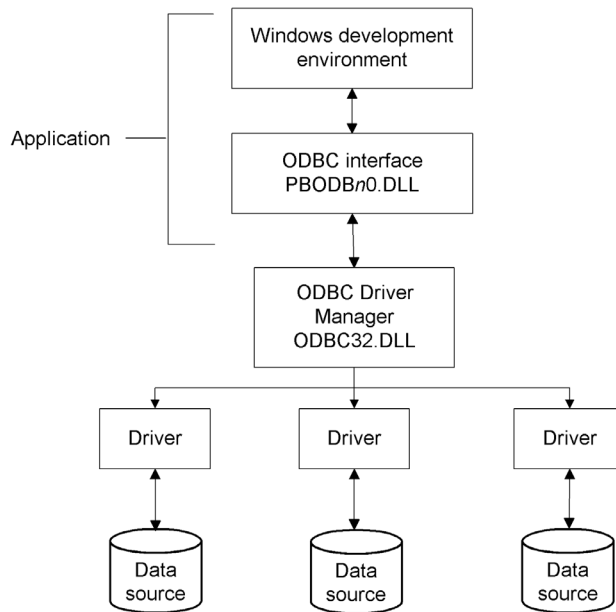 Windows development
environment
Application
ODBC interface
PBODBn0.DLL
ODBC Driver
Manager
ODBC32.DLL
Driver
Driver
Driver
Data
source
Data
source
Data
source